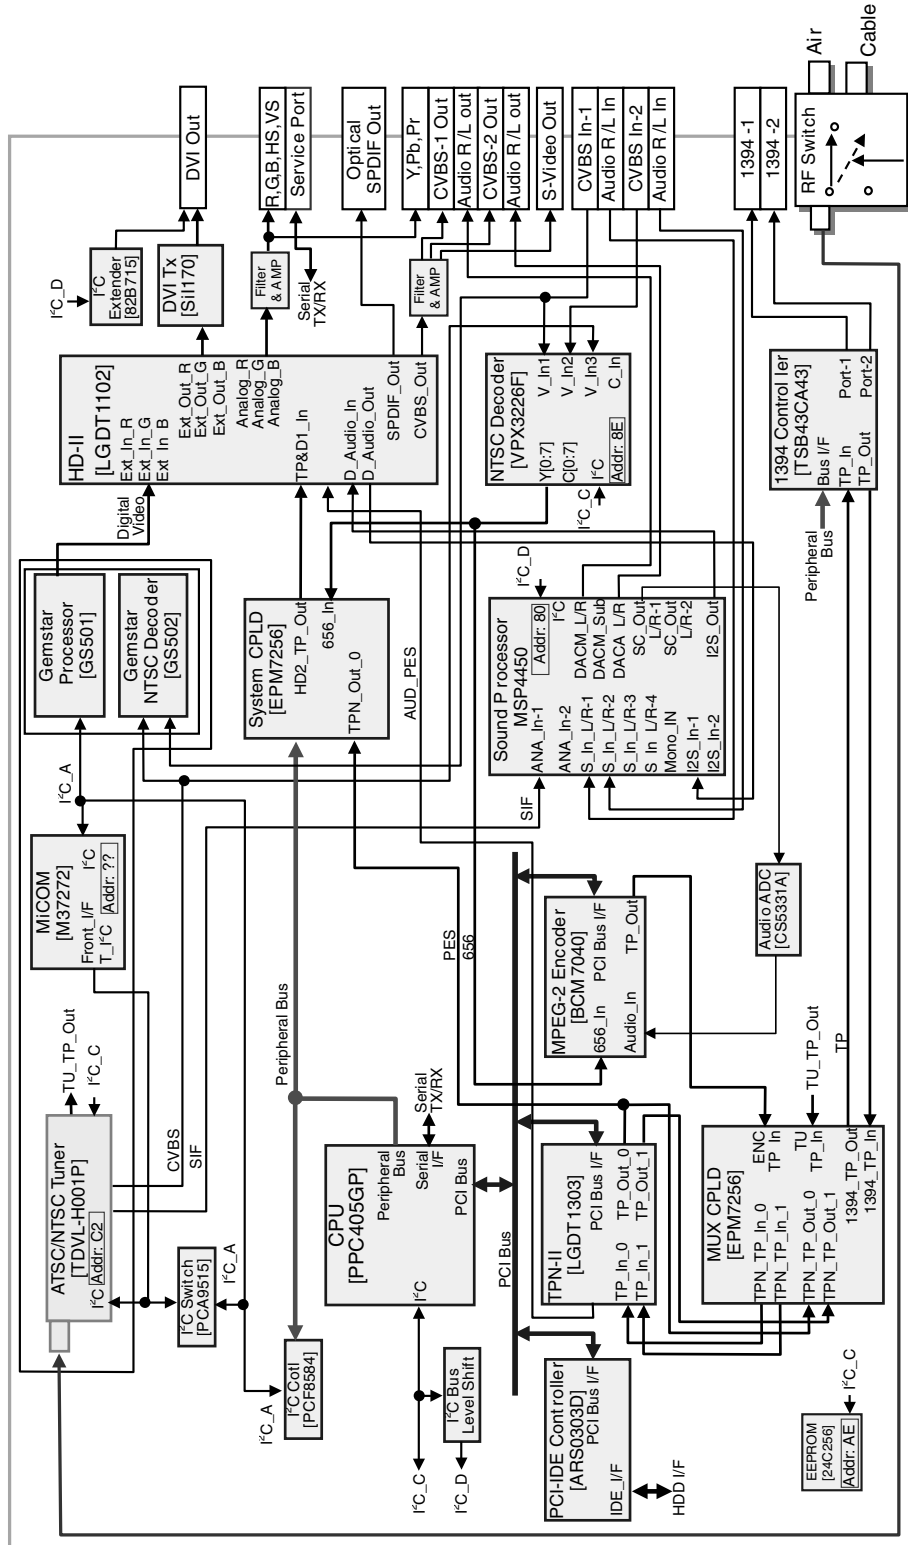 ATSC/NTSC Tuner
[TDVL-H001P]
I²C
Addr: C2
TU_TP_Out
I²C_C
CVBS
SIF
I²C Switch
[PCA9515]
I²C_A
I²C_A
I²C Cotl
[PCF8584]
MiCOM
[M37272]
Front_I/F
I²C
T_I²C
Addr: ??
I²C_A
Gemstar
Processor
[GS501]
Gemstar
NTSC Decoder
[GS502]
Digital
Video
HD-II
[LGDT1102]
Ext_In_R
Ext_In_G
Ext In B
Ext_Out_R
Ext_Out_G
Ext_Out_B
Analog_R
Analog_G
Analog_B
TP&D1_In
D_Audio_In
D_Audio_Out
SPDIF_Out
CVBS_Out
I²C_D
I²C
Extender
[82B715]
DVI Tx
[SiI170]
DVI Out
Filter
& AMP
Serial
TX/RX
R,G,B,HS,VS
Service Port
Optical
SPDIF Out
Filter
& AMP
Y,Pb,Pr
CVBS-1 Out
Audio R/L out
CVBS-2 Out
Audio R/L out
S-Video Out
CVBS In-1
Audio R/L In
CVBS In-2
Audio R/L In
1394 -1
1394 -2
RF Switch
Air
Cable
Peripheral Bus
System CPLD
[EPM7256]
HD2_TP_Out
656_In
TPN_Out_0
AUD_PES
NTSC Decoder
[VPX3226F]
Y[0:7]
V_In1
C[0:7]
V_In2
I²C
V_In3
Addr: 8E
C_In
I²C_C
CPU
[PPC405GP]
Peripheral
Bus
Serial
I/F
I²C
PCI Bus
Serial
TX/RX
I²C_C
I²C Bus
Level Shift
I²C_D
PCI Bus
PES
656
SIF
Sound Processor
MSP4450
Addr: 80
I²C_D
ANA_In-1
I²C
ANA_In-2
DACM_L/R
S_In_L/R-1
DACM_Sub
S_In_L/R-2
DACA L/R
S_In_L/R-3
SC_Out
L/R-1
S In L/R-4
SC_Out
L/R-2
Mono_IN
I2S_In-1
I2S_In-2
I2S_Out
PCI-IDE Controller
[ARS0303D]
PCI Bus I/F
IDE_I/F
HDD I/F
TPN-II
[LGDT1303]
PCI Bus I/F
TP_In_0
TP_Out_0
TP_In_1
TP_Out_1
MPEG-2 Encoder
[BCM7040]
656_In
PCI Bus I/F
Audio_In
TP_Out
Audio ADC
[CS5331A]
MUX CPLD
[EPM7256]
TPN_TP_In_0
ENC
TP In
TPN_TP_In_1
TU
TP_In
TPN_TP_Out_0
TPN_TP_Out_1
1394_TP_Out
1394_TP_In
TU_TP_Out
TP
Peripheral
Bus
1394 Controller
[TSB43CA43]
Bus I/F
TP_In
Port-1
TP_Out
Port-2
EEPROM
[24C256]
Addr: AE
I²C_C